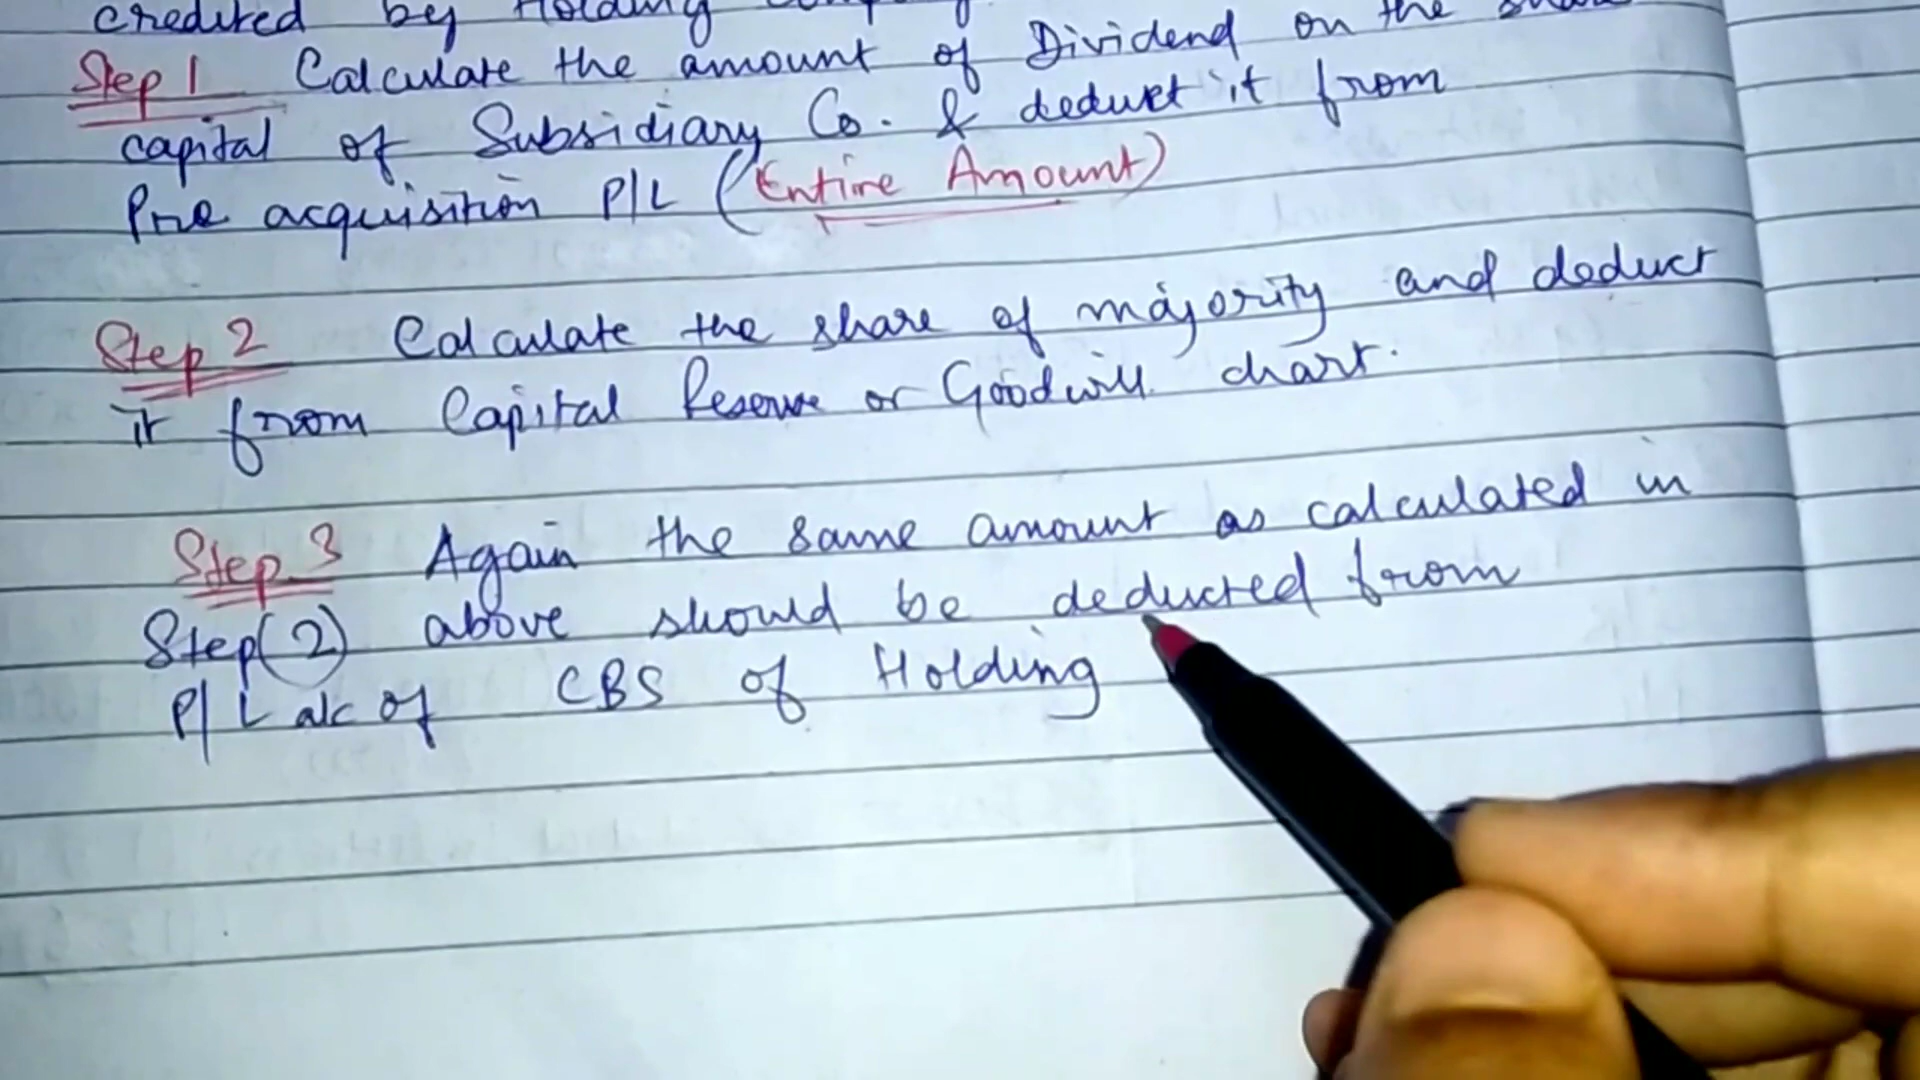 credited by Holding
Step 1 Calculate the amount of Dividend on the share
capital of Subsidiary Co. & deduct it from
Pre acquisition P/L (Entire Amount)
Step 2 Calculate the share of majority and deduct
it from Capital Reserve or Goodwill chart.
Step 3 Again the same amount as calculated in
Step (2) above should be deducted from
P/L a/c of CBS of Holding